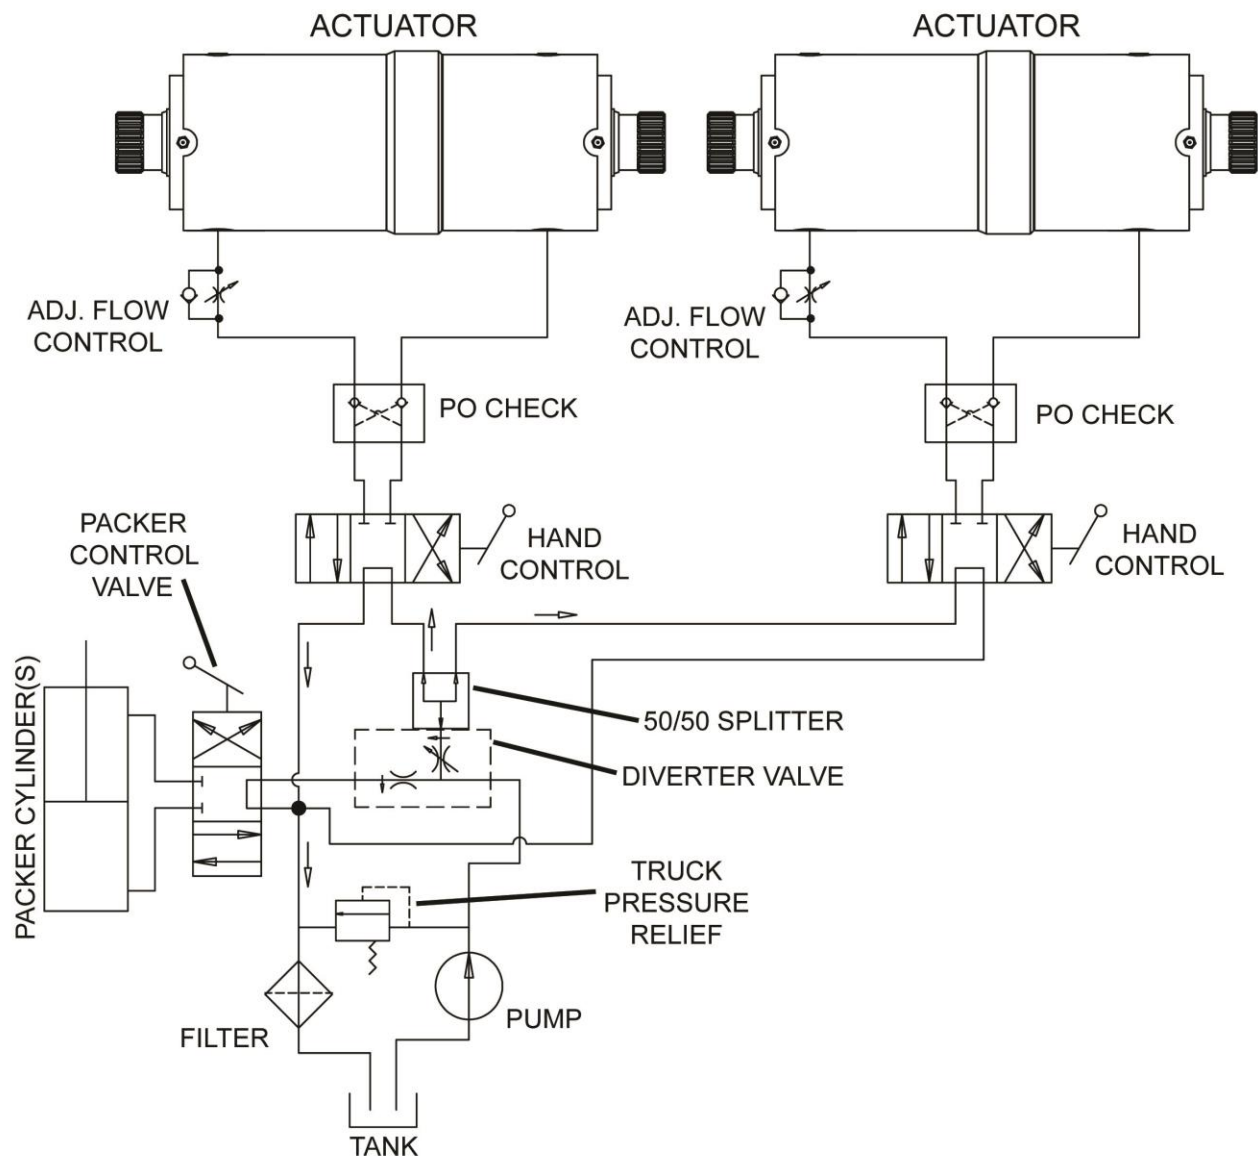 ACTUATOR
ACTUATOR
ADJ. FLOW
CONTROL
ADJ. FLOW
CONTROL
PO CHECK
PO CHECK
PACKER
CONTROL
VALVE
HAND
CONTROL
HAND
CONTROL
PACKER CYLINDER(S)
50/50 SPLITTER
DIVERTER VALVE
TRUCK
PRESSURE
RELIEF
FILTER
PUMP
TANK